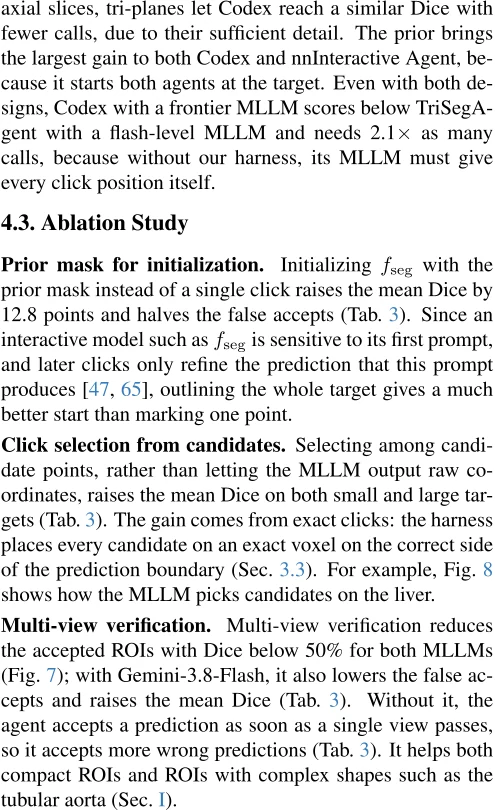 axial slices, tri-planes let Codex reach a similar Dice with
fewer calls, due to their sufficient detail. The prior brings
the largest gain to both Codex and nnInteractive Agent, be-
cause it starts both agents at the target. Even with both de-
signs, Codex with a frontier MLLM scores below TriSegA-
gent with a flash-level MLLM and needs 2.1× as many
calls, because without our harness, its MLLM must give
every click position itself.
4.3. Ablation Study
Prior mask for initialization. Initializing f_seg with the
prior mask instead of a single click raises the mean Dice by
12.8 points and halves the false accepts (Tab. 3). Since an
interactive model such as f_seg is sensitive to its first prompt,
and later clicks only refine the prediction that this prompt
produces [47, 65], outlining the whole target gives a much
better start than marking one point.
Click selection from candidates. Selecting among candi-
date points, rather than letting the MLLM output raw co-
ordinates, raises the mean Dice on both small and large tar-
gets (Tab. 3). The gain comes from exact clicks: the harness
places every candidate on an exact voxel on the correct side
of the prediction boundary (Sec. 3.3). For example, Fig. 8
shows how the MLLM picks candidates on the liver.
Multi-view verification. Multi-view verification reduces
the accepted ROIs with Dice below 50% for both MLLMs
(Fig. 7); with Gemini-3.8-Flash, it also lowers the false ac-
cepts and raises the mean Dice (Tab. 3). Without it, the
agent accepts a prediction as soon as a single view passes,
so it accepts more wrong predictions (Tab. 3). It helps both
compact ROIs and ROIs with complex shapes such as the
tubular aorta (Sec. I).